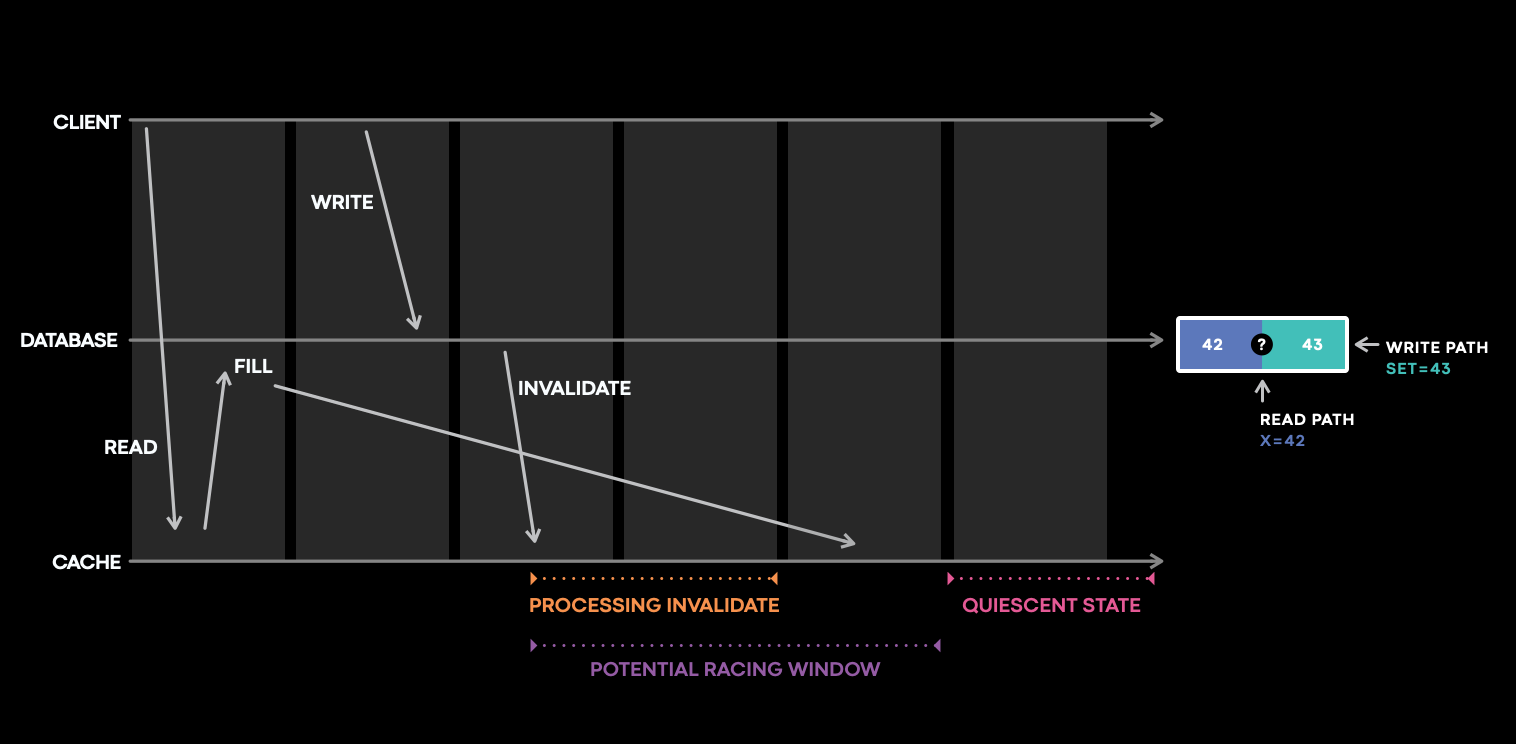 CLIENT
WRITE
DATABASE
42 ? 43
WRITE PATH
SET=43
FILL
INVALIDATE
READ PATH
X=42
READ
CACHE
PROCESSING INVALIDATE
QUIESCENT STATE
POTENTIAL RACING WINDOW